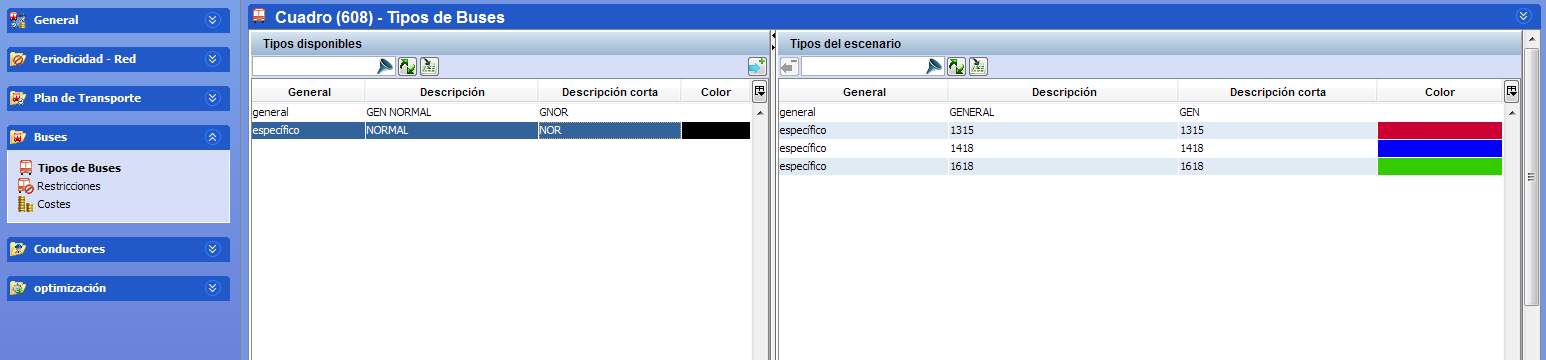 General
Periodicidad - Red
Plan de Transporte
Buses
Tipos de Buses
Restricciones
Costes
Conductores
optimización
Cuadro (608) - Tipos de Buses
Tipos disponibles
General Descripción Descripción corta Color
general GEN NORMAL GNOR
específico NORMAL NOR
Tipos del escenario
General Descripción Descripción corta Color
general GENERAL GEN
específico 1315 1315
específico 1418 1418
específico 1618 1618